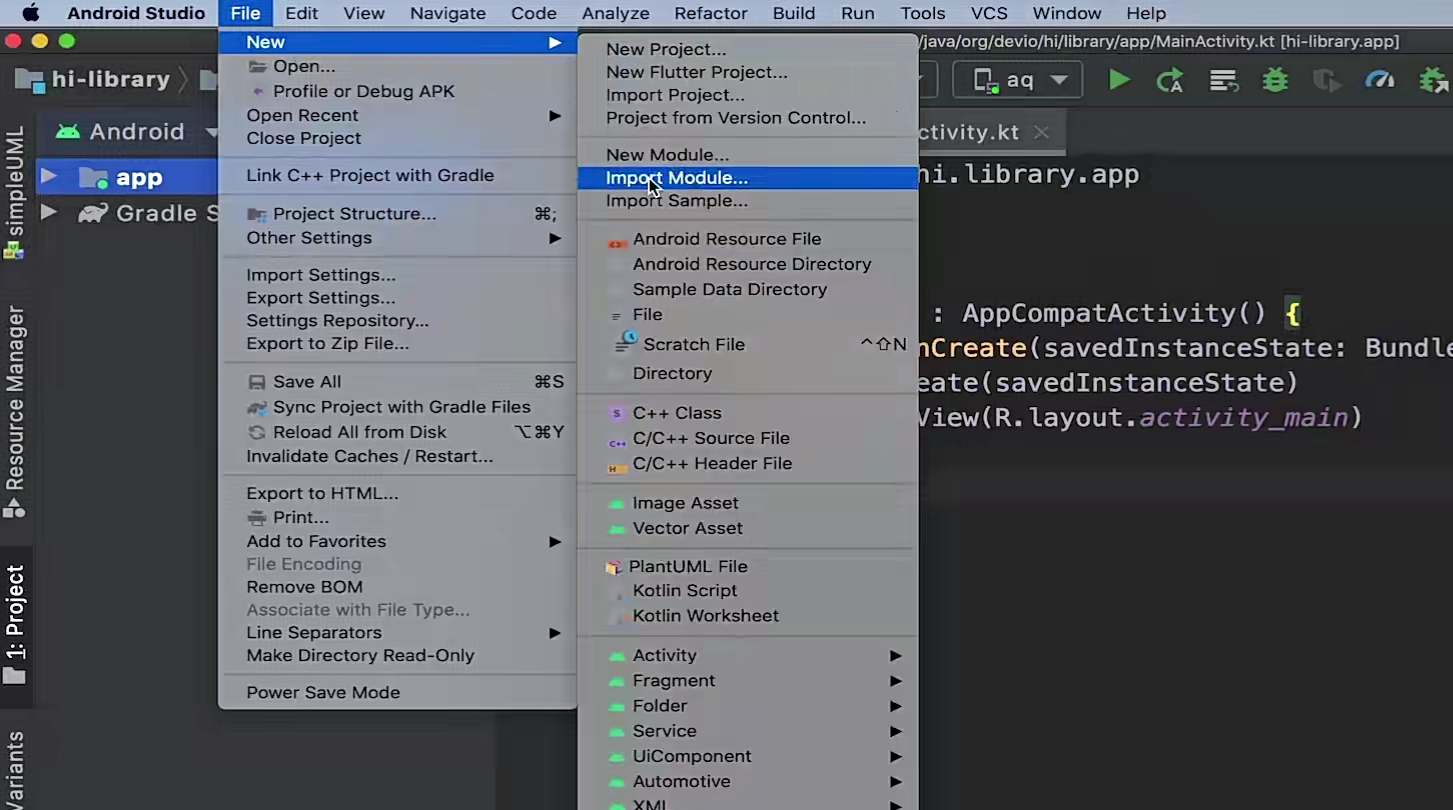 Android Studio File Edit View Navigate Code Analyze Refactor Build Run Tools VCS Window Help
/java/org/devio/hi/library/app/MainActivity.kt [hi-library.app]
hi-library
aq
Android
ctivity.kt
app
Gradle S
simpleUML
Resource Manager
1: Project
Variants
New
Open...
Profile or Debug APK
Open Recent
Close Project
Link C++ Project with Gradle
Project Structure... ⌘;
Other Settings
Import Settings...
Export Settings...
Settings Repository...
Export to Zip File...
Save All ⌘S
Sync Project with Gradle Files
Reload All from Disk ⌥⌘Y
Invalidate Caches / Restart...
Export to HTML...
Print...
Add to Favorites
File Encoding
Remove BOM
Associate with File Type...
Line Separators
Make Directory Read-Only
Power Save Mode
New Project...
New Flutter Project...
Import Project...
Project from Version Control...
New Module...
Import Module...
Import Sample...
Android Resource File
Android Resource Directory
Sample Data Directory
File
Scratch File ^⇧N
Directory
C++ Class
C/C++ Source File
C/C++ Header File
Image Asset
Vector Asset
PlantUML File
Kotlin Script
Kotlin Worksheet
Activity
Fragment
Folder
Service
UiComponent
Automotive
XML
hi.library.app
: AppCompatActivity() {
nCreate(savedInstanceState: Bundle
eate(savedInstanceState)
View(R.layout.activity_main)